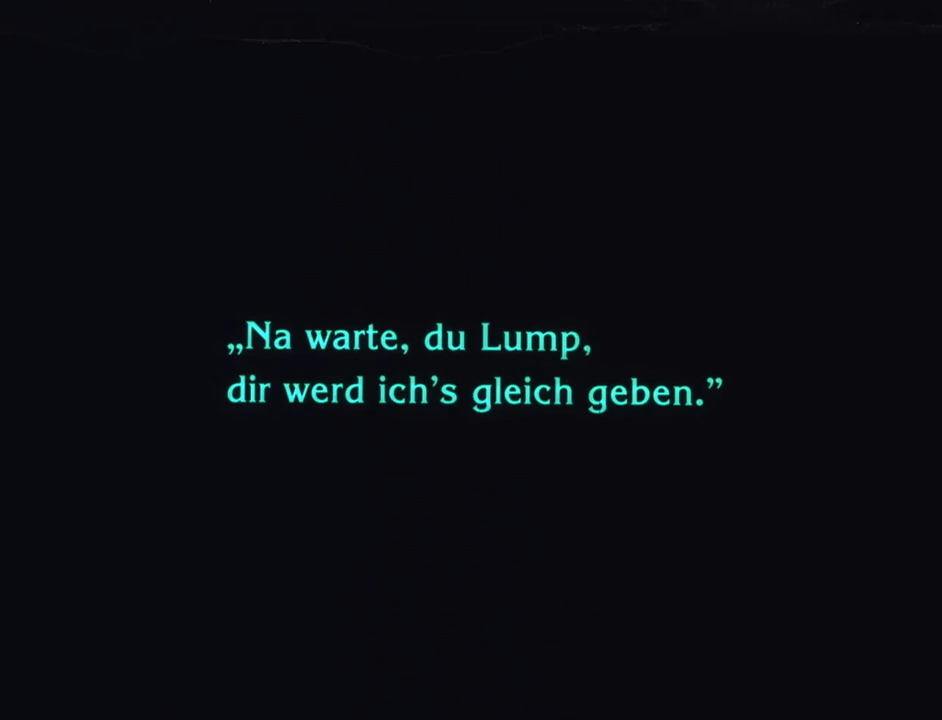 „Na warte, du Lump,
dir werd ich’s gleich geben.”